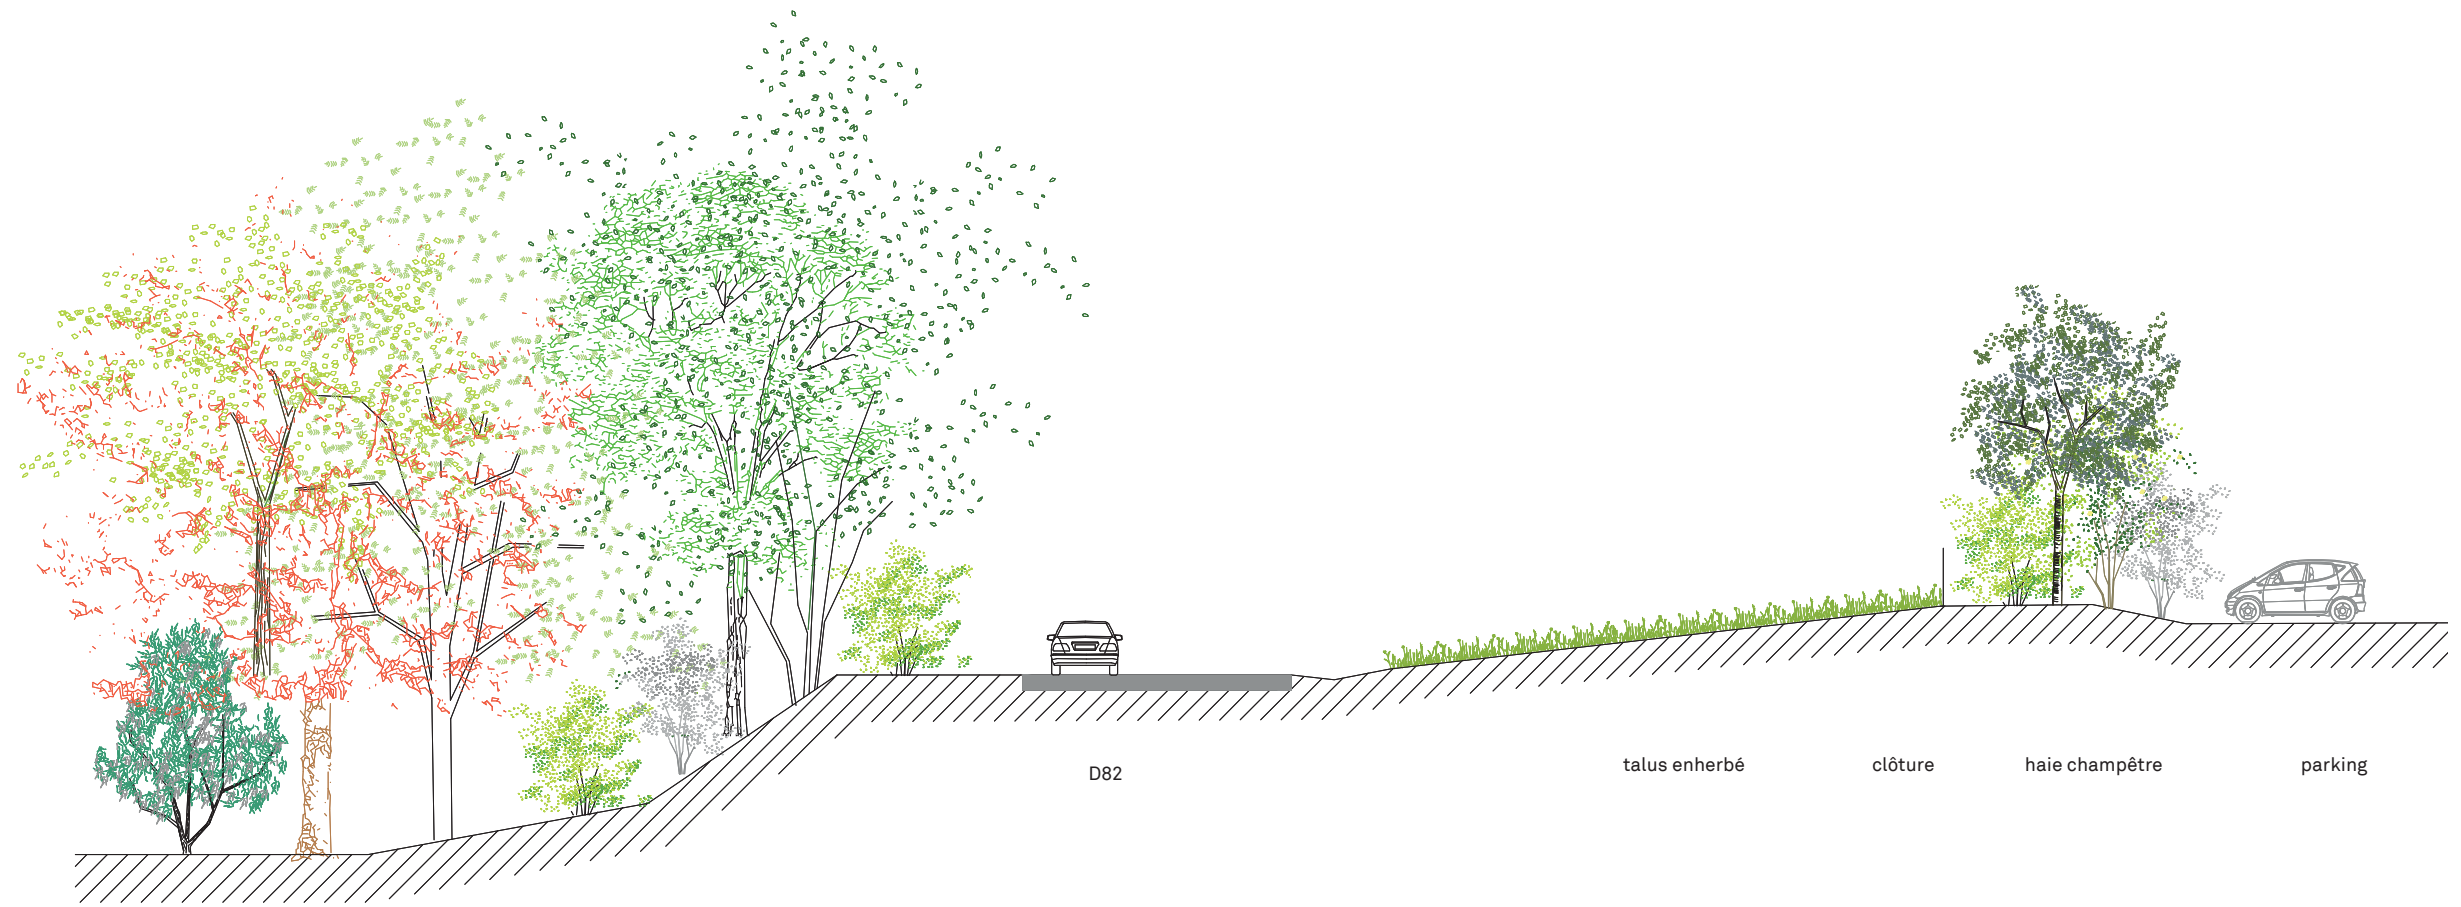 D82
talus enherbé
clôture
haie champêtre
parking